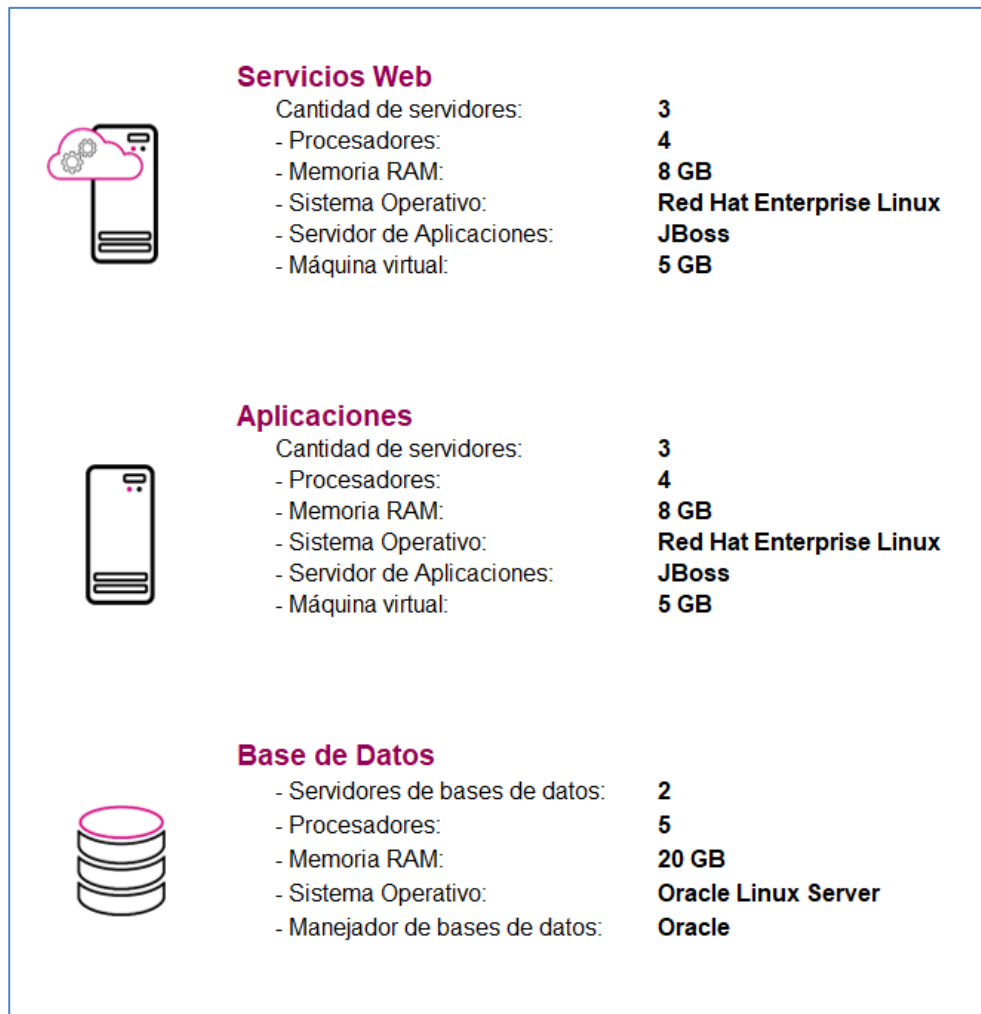 Servicios Web
Cantidad de servidores: 3
- Procesadores: 4
- Memoria RAM: 8 GB
- Sistema Operativo: Red Hat Enterprise Linux
- Servidor de Aplicaciones: JBoss
- Máquina virtual: 5 GB
Aplicaciones
Cantidad de servidores: 3
- Procesadores: 4
- Memoria RAM: 8 GB
- Sistema Operativo: Red Hat Enterprise Linux
- Servidor de Aplicaciones: JBoss
- Máquina virtual: 5 GB
Base de Datos
- Servidores de bases de datos: 2
- Procesadores: 5
- Memoria RAM: 20 GB
- Sistema Operativo: Oracle Linux Server
- Manejador de bases de datos: Oracle